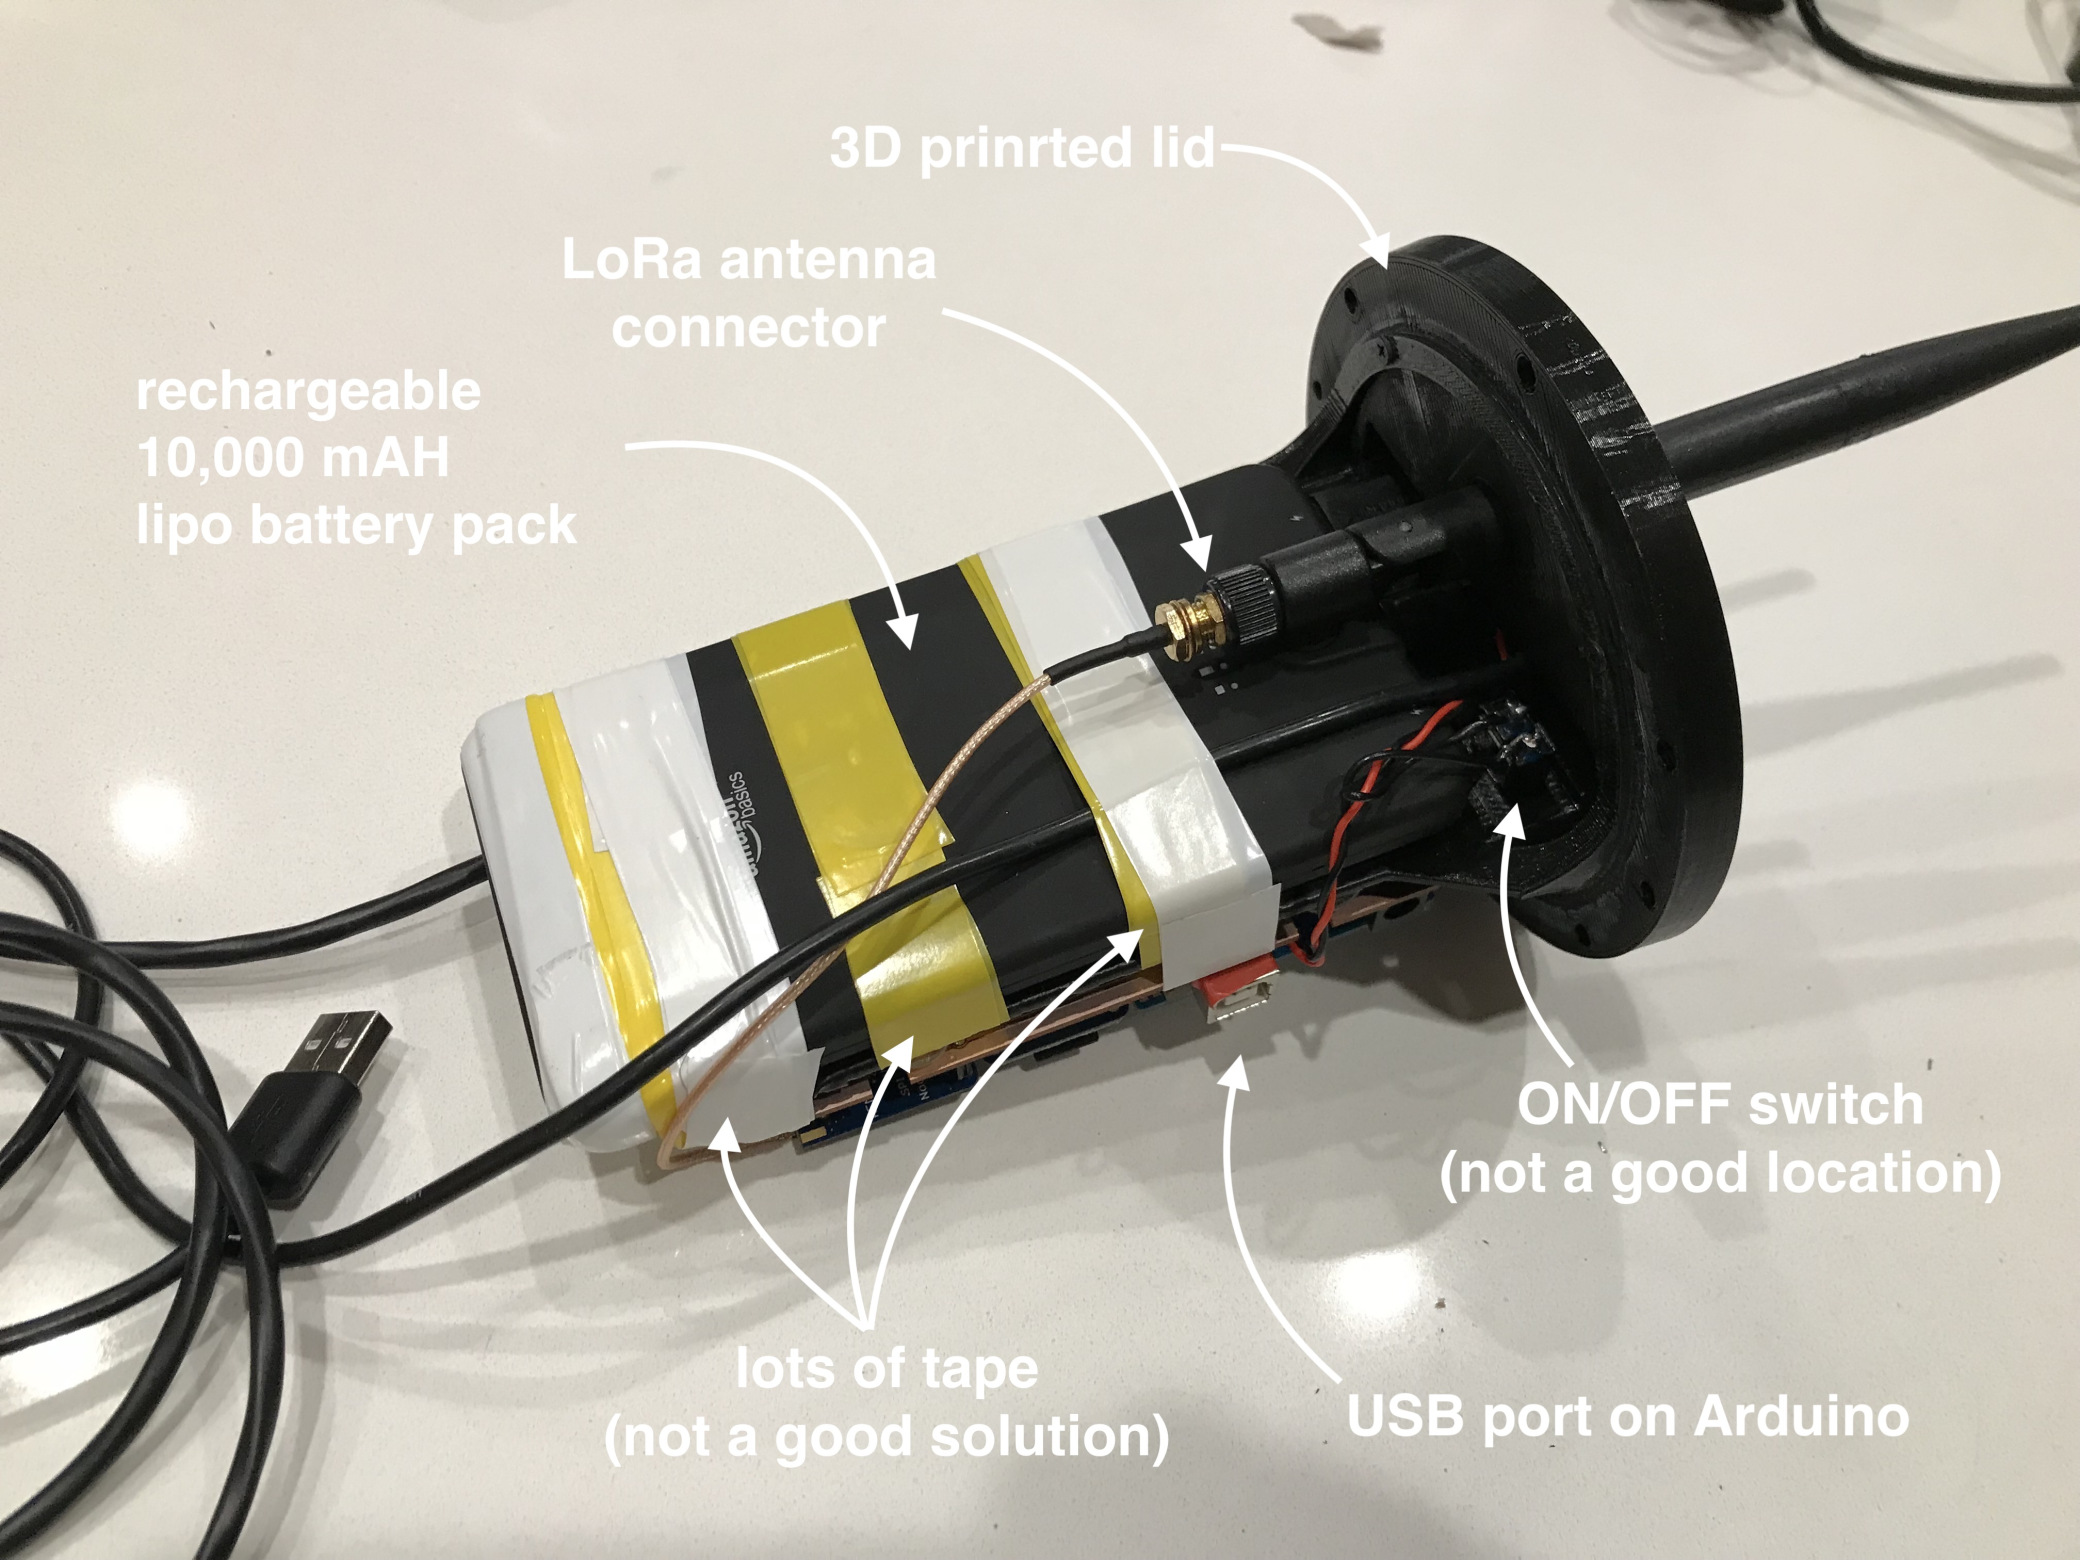 3D prinrted lid
LoRa antenna
connector
rechargeable
10,000 mAH
lipo battery pack
amazon
basics
ON/OFF switch
(not a good location)
lots of tape
(not a good solution)
USB port on Arduino